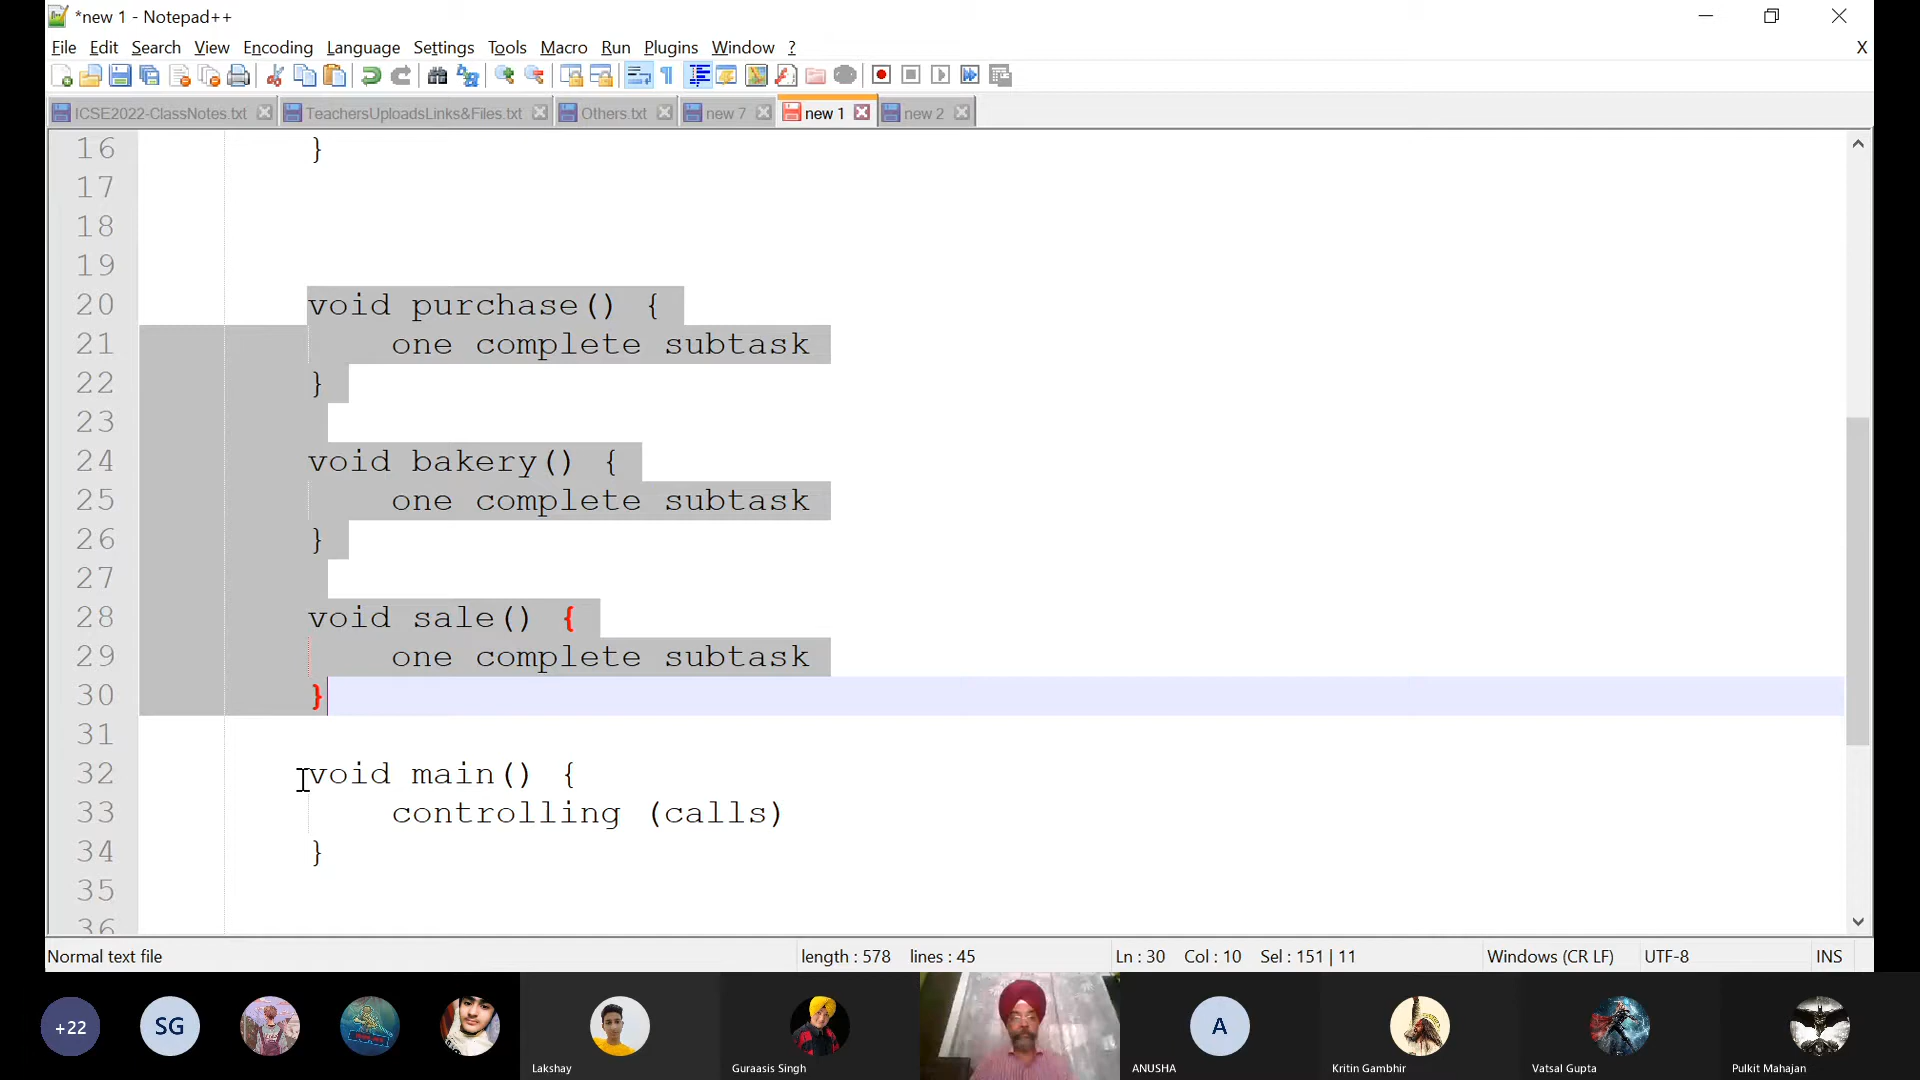 *new 1 - Notepad++
File Edit Search View Encoding Language Settings Tools Macro Run Plugins Window ? X
ICSE2022-ClassNotes.txt TeachersUploadsLinks&Files.txt Others.txt new 7 new 1 new 2
16 }
17
18
19
20 void purchase() {
21 one complete subtask
22 }
23
24 void bakery() {
25 one complete subtask
26 }
27
28 void sale() {
29 one complete subtask
30 }
31
32 void main() {
33 controlling (calls)
34 }
35
36
Normal text file length : 578 lines : 45 Ln : 30 Col : 10 Sel : 151 | 11 Windows (CR LF) UTF-8 INS
+22 SG A
Lakshay Guraasis Singh ANUSHA Kritin Gambhir Vatsal Gupta Pulkit Mahajan